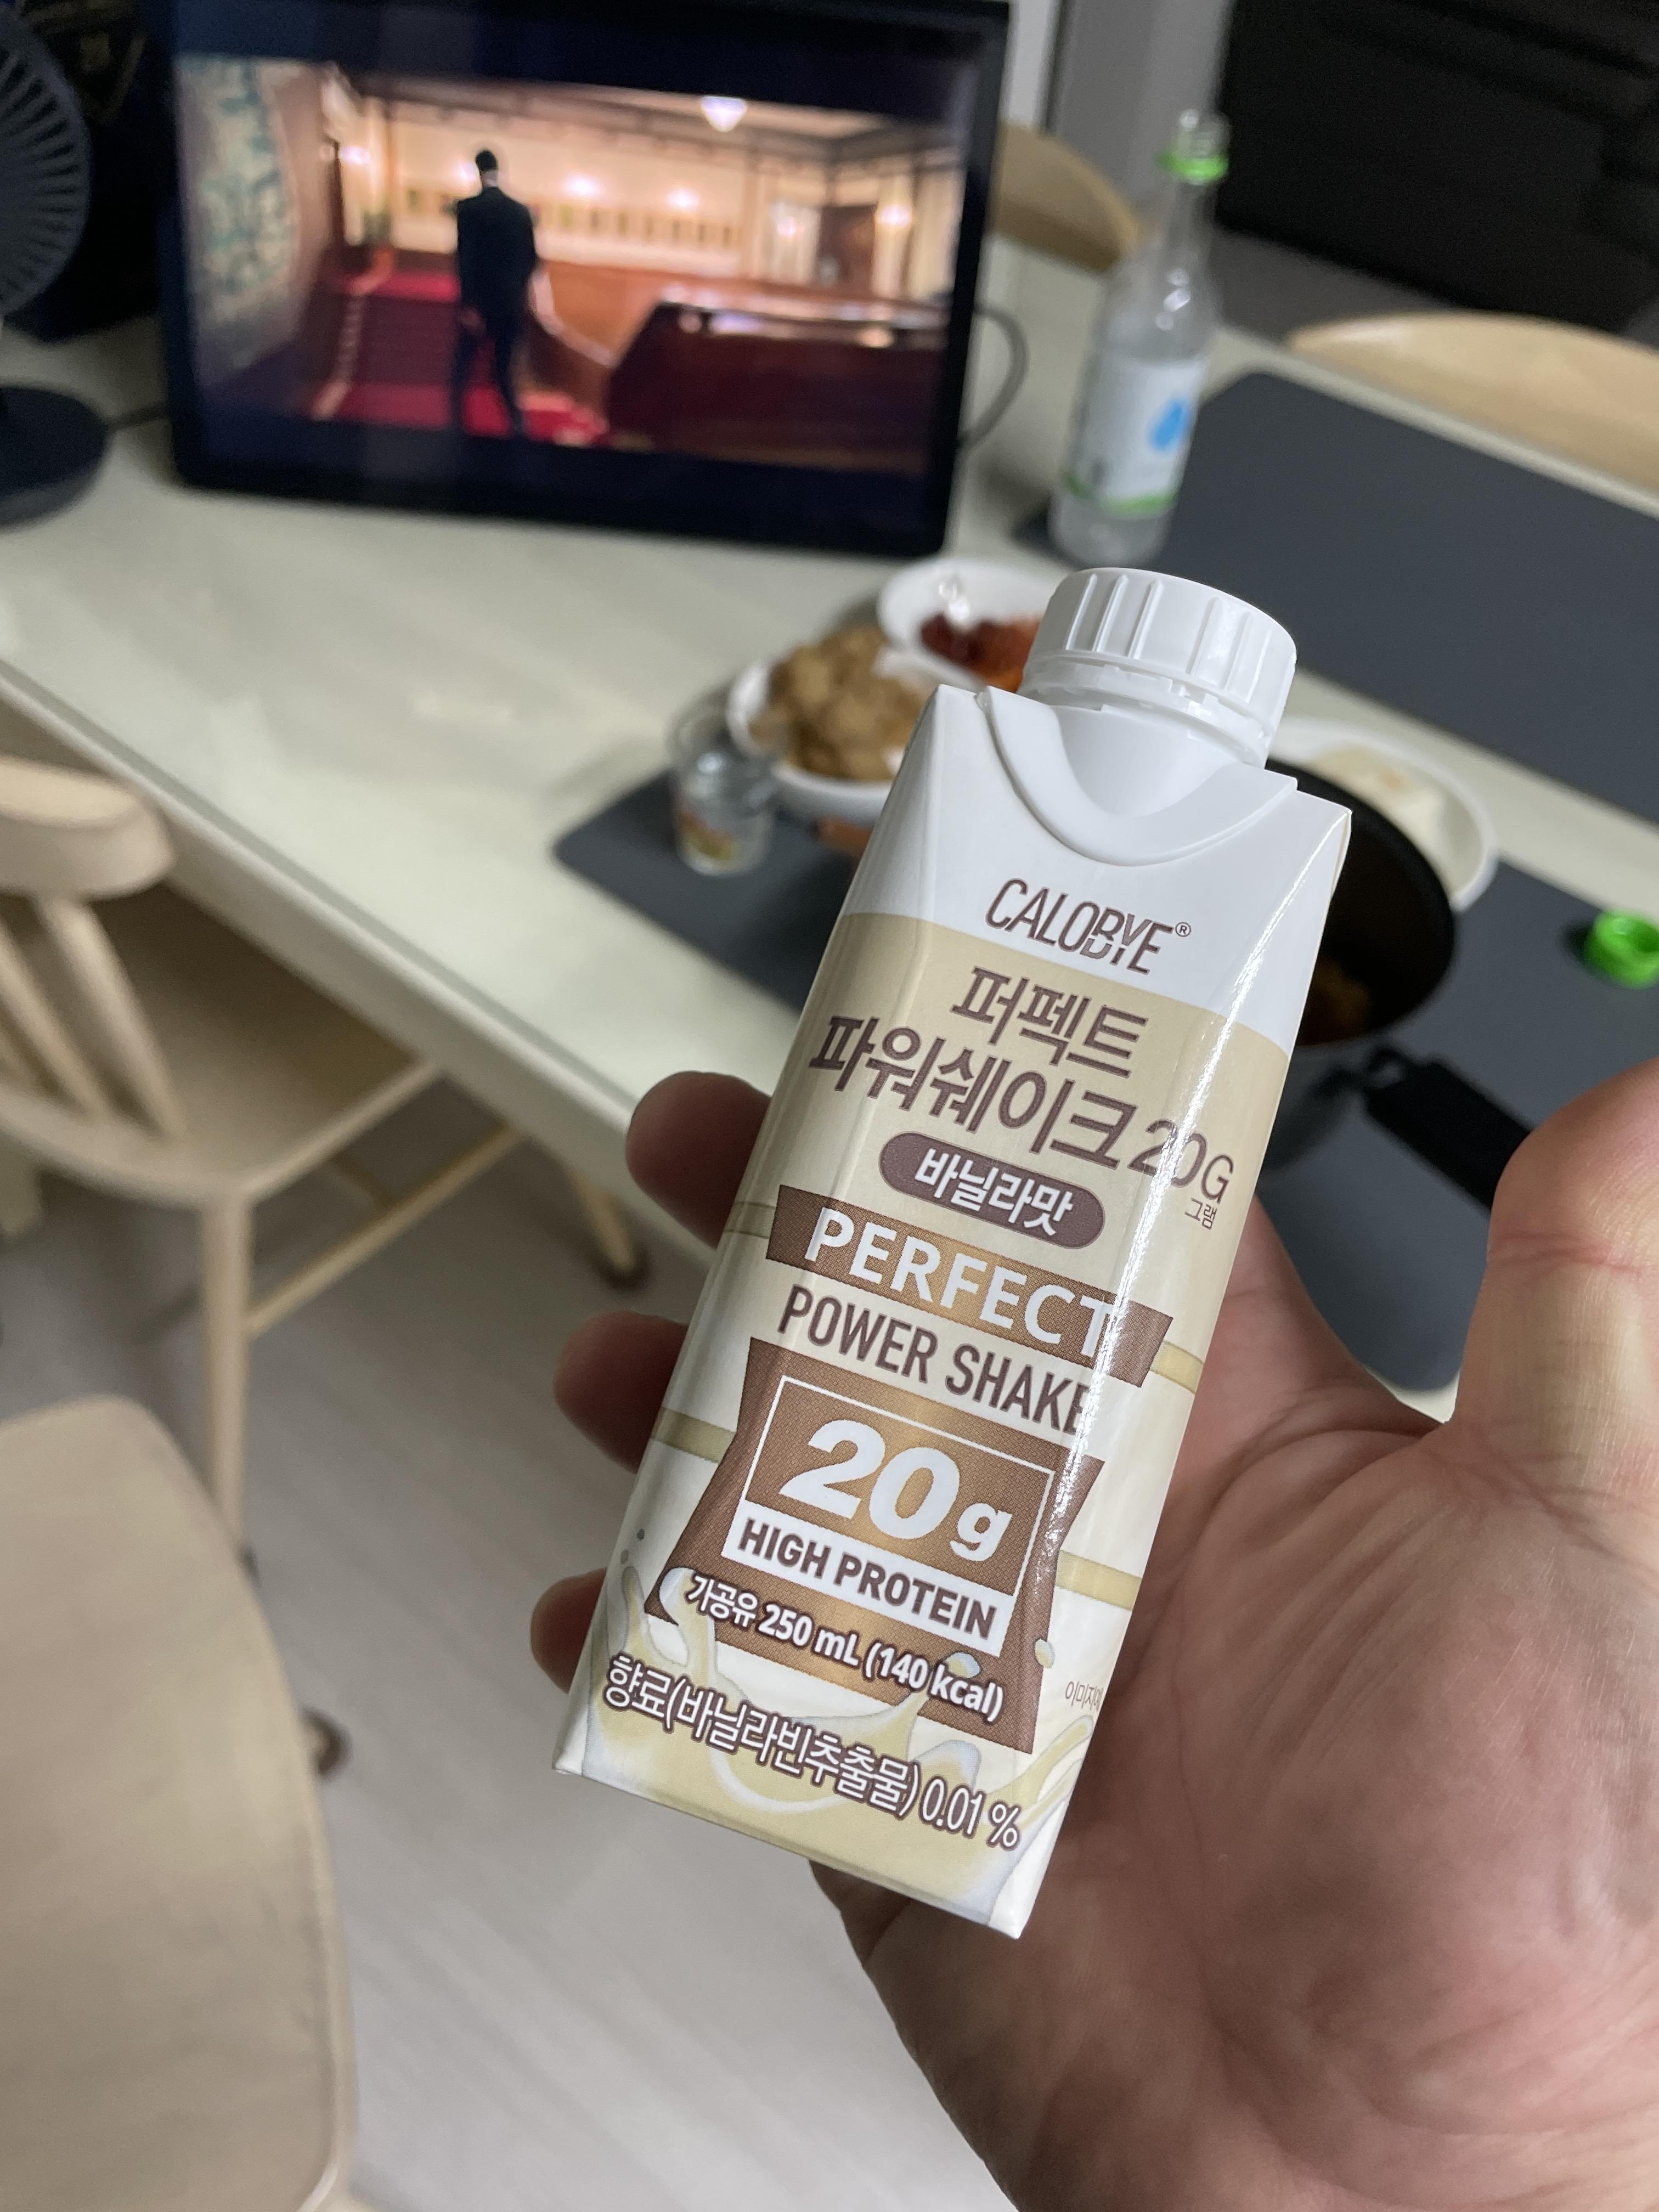 CALOBYE®
퍼펙트
파워쉐이크 20G
그램
바닐라맛
PERFECT
POWER SHAKE
20g
HIGH PROTEIN
가공유 250 mL (140 kcal)
향료(바닐라빈추출물) 0.01 %